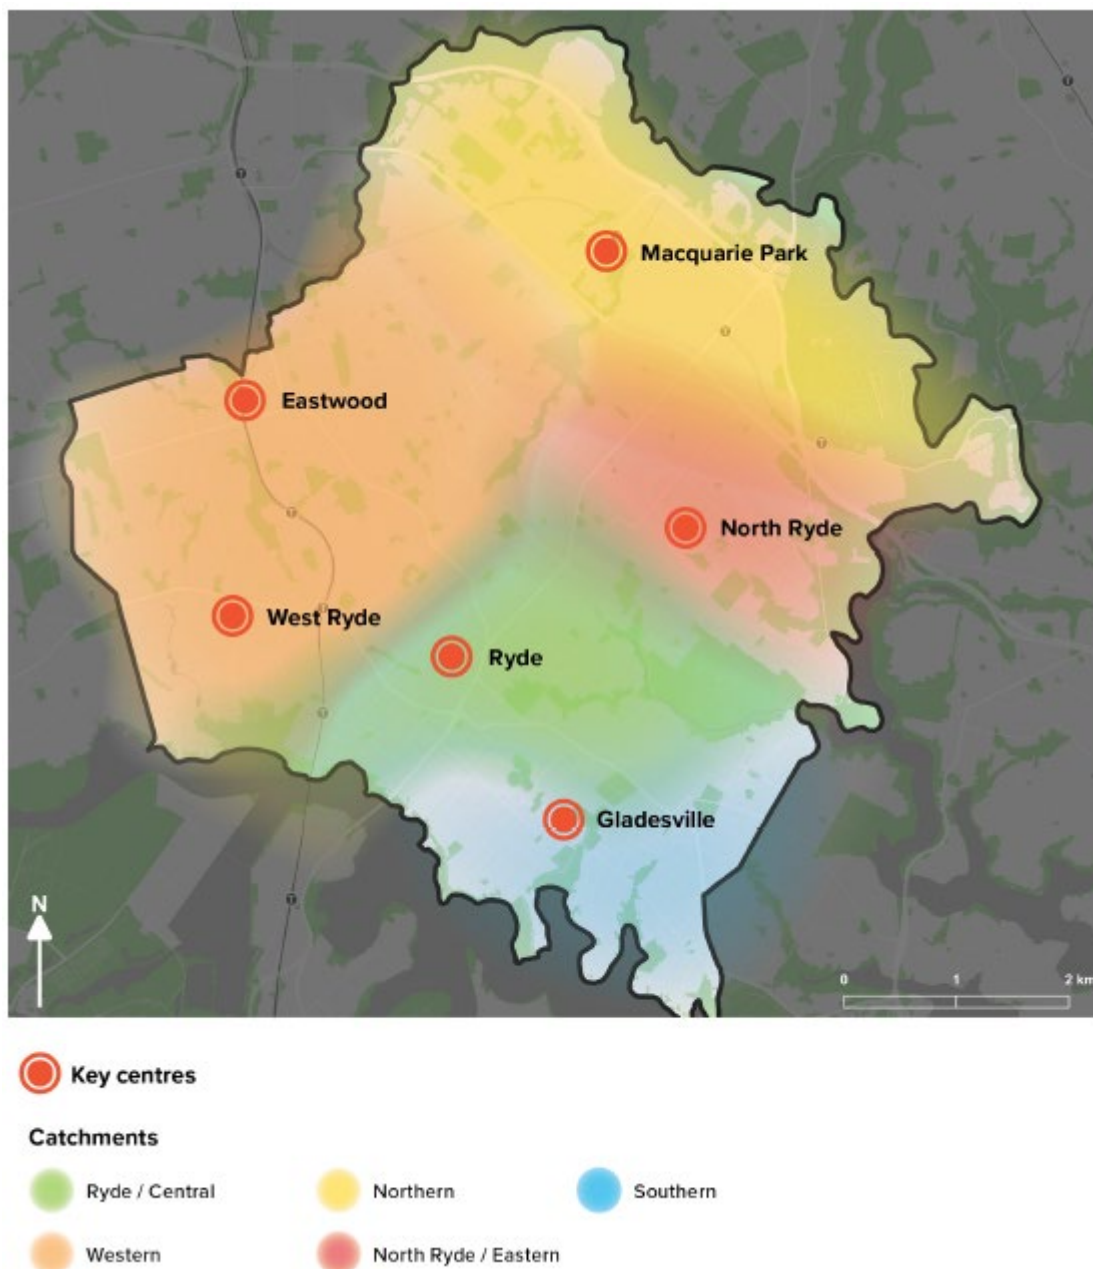 Macquarie Park
Eastwood
North Ryde
West Ryde
Ryde
Gladesville
N
0 1 2 km
Key centres
Catchments
Ryde / Central Northern Southern
Western North Ryde / Eastern